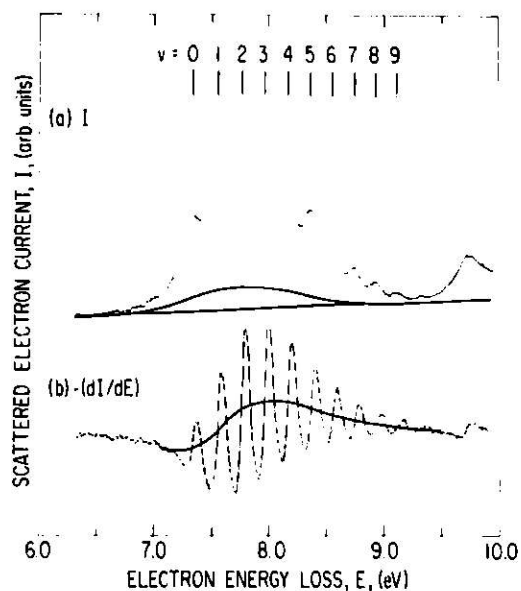 v = 0 1 2 3 4 5 6 7 8 9
(a) I
SCATTERED ELECTRON CURRENT, I, (arb. units)
(b) -(dI/dE)
6.0 7.0 8.0 9.0 10.0
ELECTRON ENERGY LOSS, E, (eV)